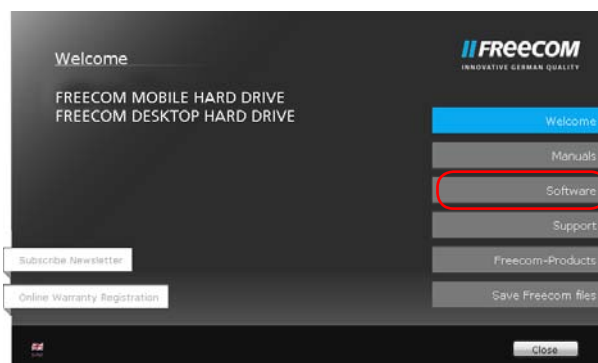 Welcome
FREECOM
INNOVATIVE GERMAN QUALITY
FREECOM MOBILE HARD DRIVE
FREECOM DESKTOP HARD DRIVE
Welcome
Manuals
Software
Support
Freecom-Products
Save Freecom files
Subscribe Newsletter
Online Warranty Registration
Close